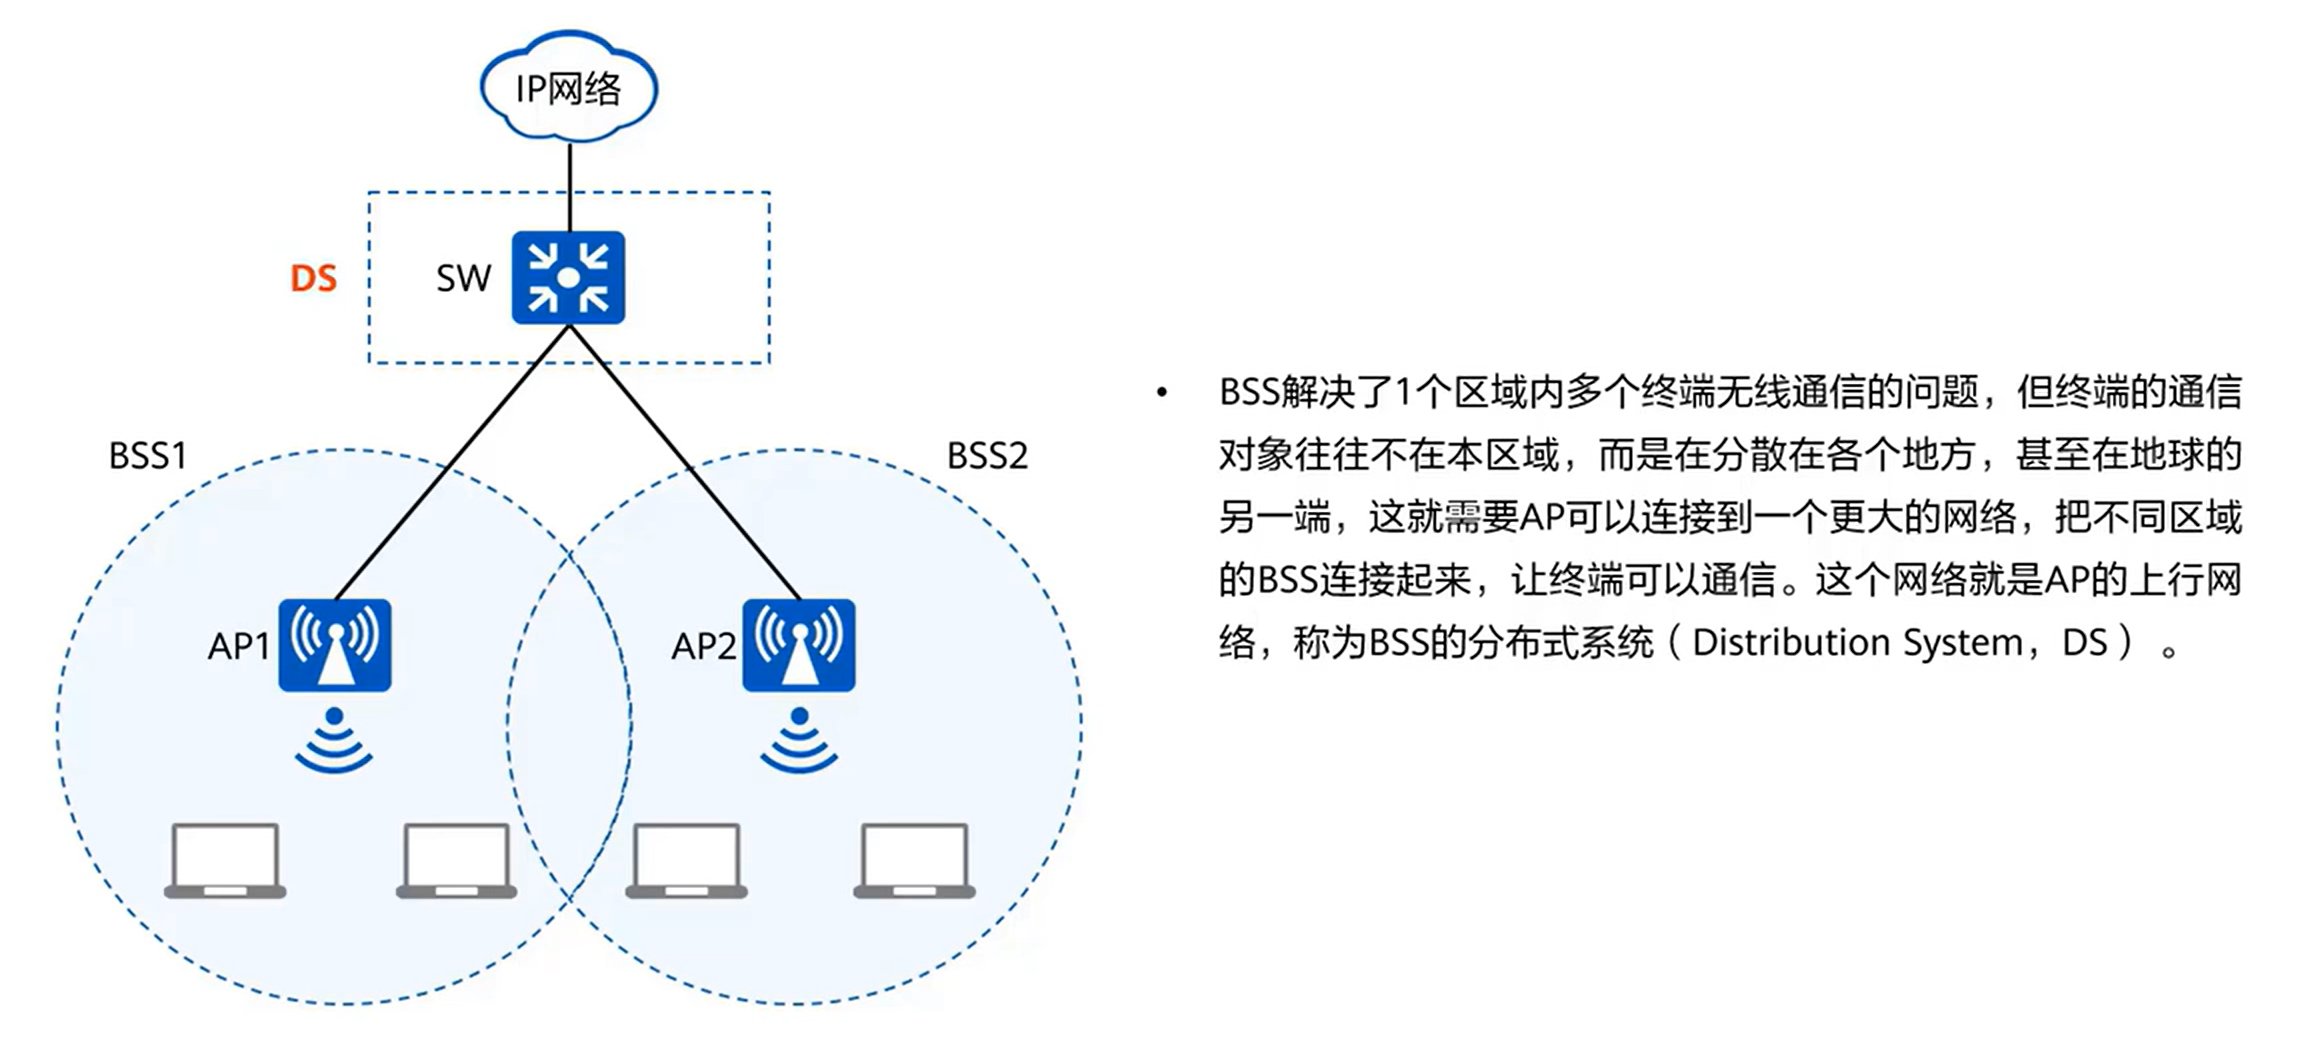 IP网络
DS
SW
BSS1
BSS2
AP1
AP2
• BSS解决了1个区域内多个终端无线通信的问题，但终端的通信
对象往往不在本区域，而是在分散在各个地方，甚至在地球的
另一端，这就需要AP可以连接到一个更大的网络，把不同区域
的BSS连接起来，让终端可以通信。这个网络就是AP的上行网
络，称为BSS的分布式系统（Distribution System，DS）。